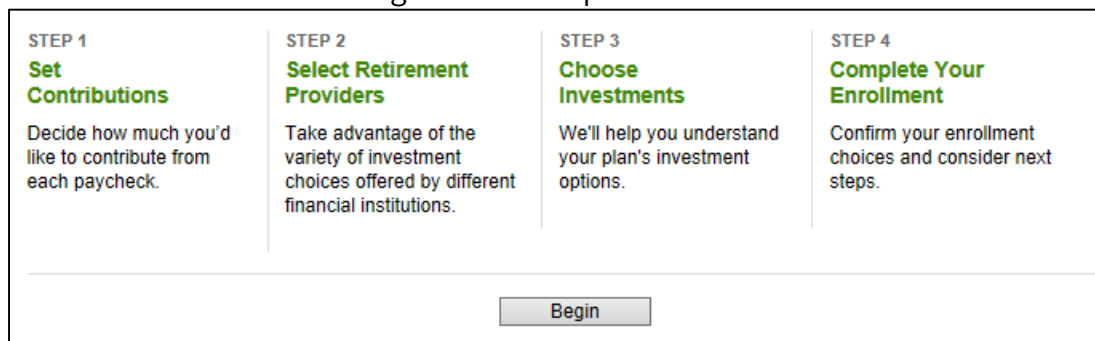 STEP 1
Set
Contributions
Decide how much you'd
like to contribute from
each paycheck.
STEP 2
Select Retirement
Providers
Take advantage of the
variety of investment
choices offered by different
financial institutions.
STEP 3
Choose
Investments
We'll help you understand
your plan's investment
options.
STEP 4
Complete Your
Enrollment
Confirm your enrollment
choices and consider next
steps.
Begin